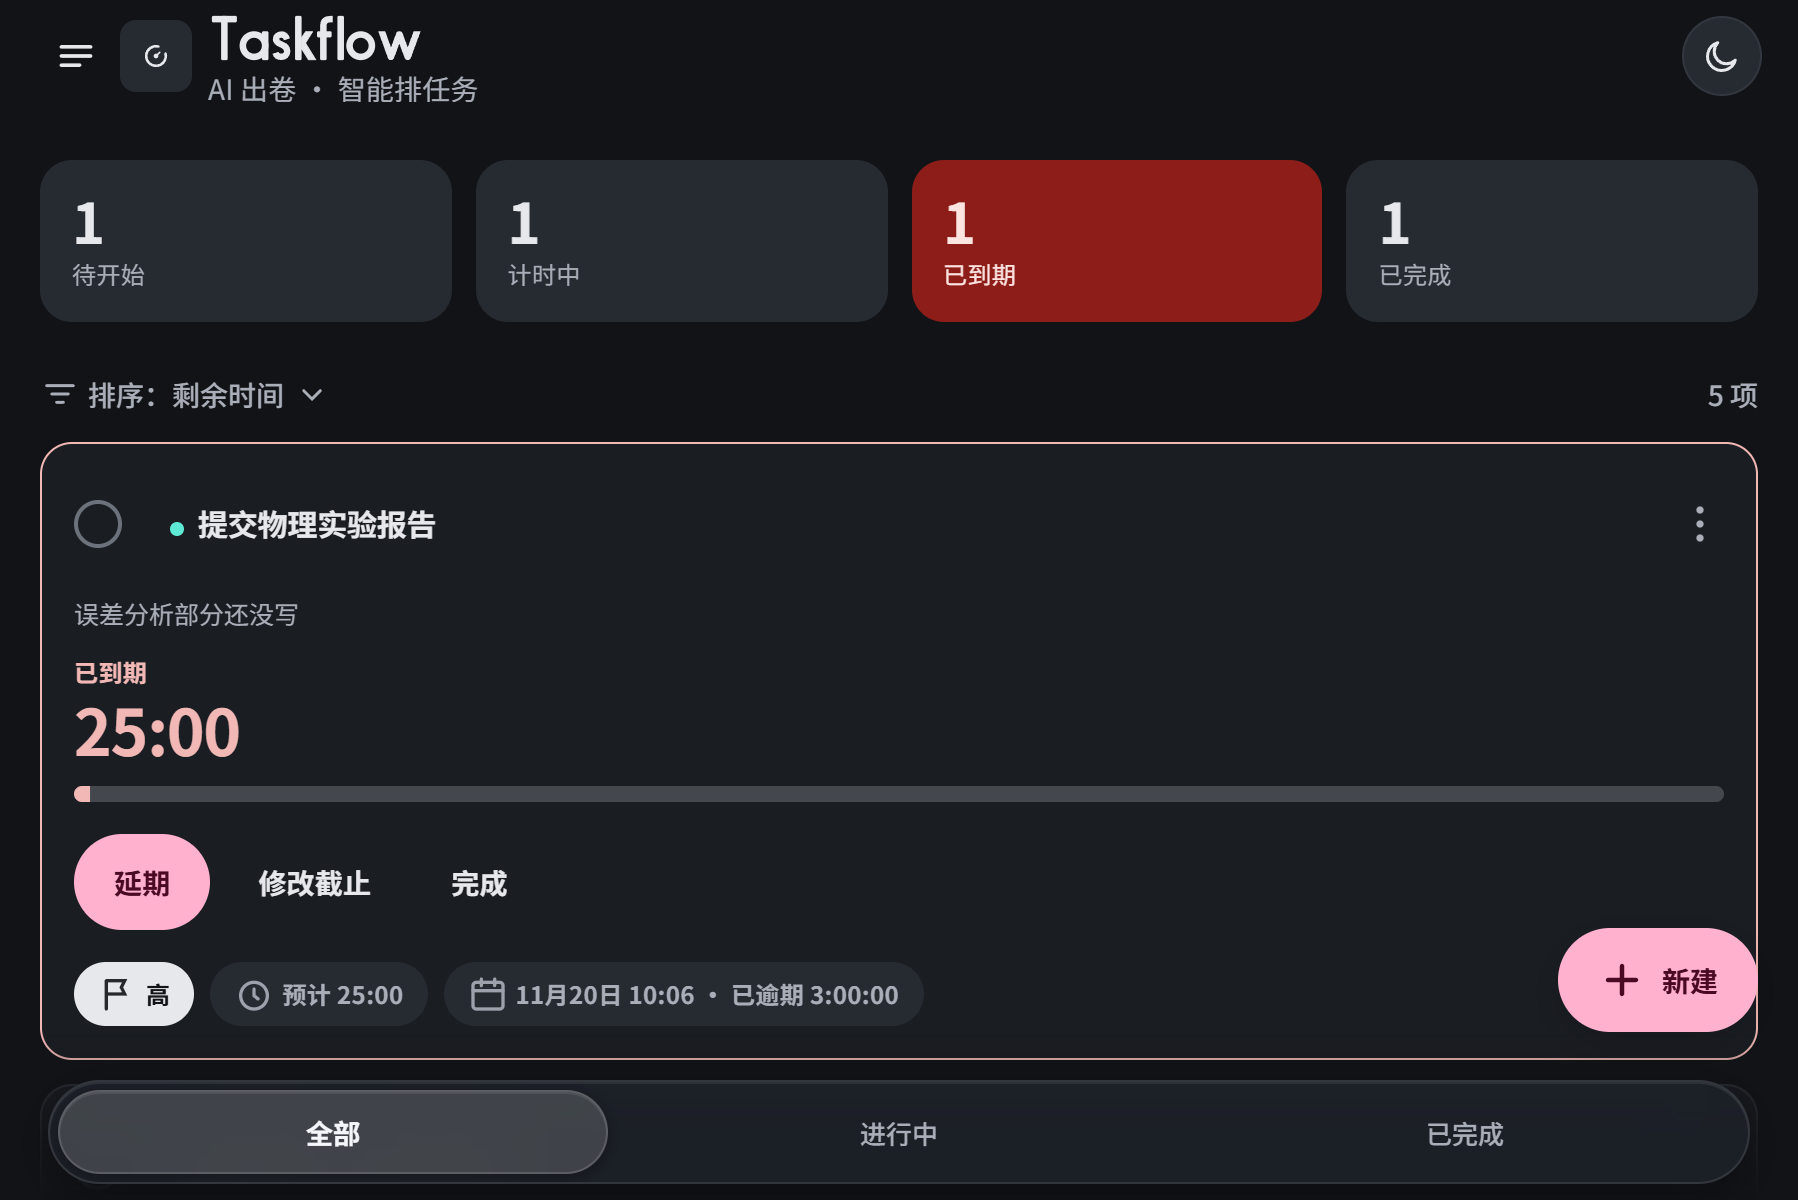 Taskflow
AI 出卷 · 智能排任务
1
待开始
1
计时中
1
已到期
1
已完成
排序：剩余时间
5 项
提交物理实验报告
误差分析部分还没写
已到期
25:00
延期
修改截止
完成
高
预计 25:00
11月20日 10:06 · 已逾期 3:00:00
新建
全部
进行中
已完成